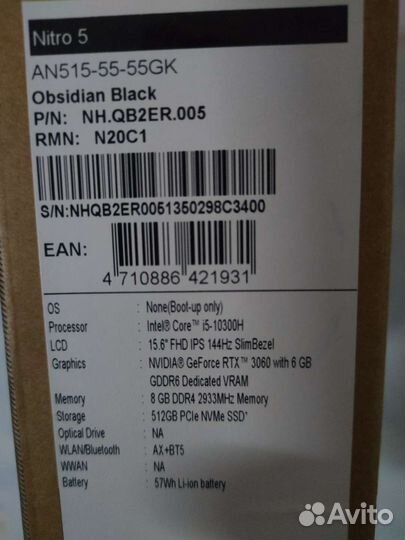 Nitro 5
AN515-55-55GK
Obsidian Black
P/N: NH.QB2ER.005
RMN: N20C1
S/N:NHQB2ER0051350298C3400
EAN:
4 710886 421931
OS : None(Boot-up only)
Processor : Intel® Core™ i5-10300H
LCD : 15.6" FHD IPS 144Hz SlimBezel
Graphics : NVIDIA® GeForce RTX™ 3060 with 6 GB
GDDR6 Dedicated VRAM
Memory : 8 GB DDR4 2933MHz Memory
Storage : 512GB PCIe NVMe SSD*
Optical Drive : NA
WLAN/Bluetooth : AX+BT5
WWAN : NA
Battery : 57Wh Li-ion battery
Avito